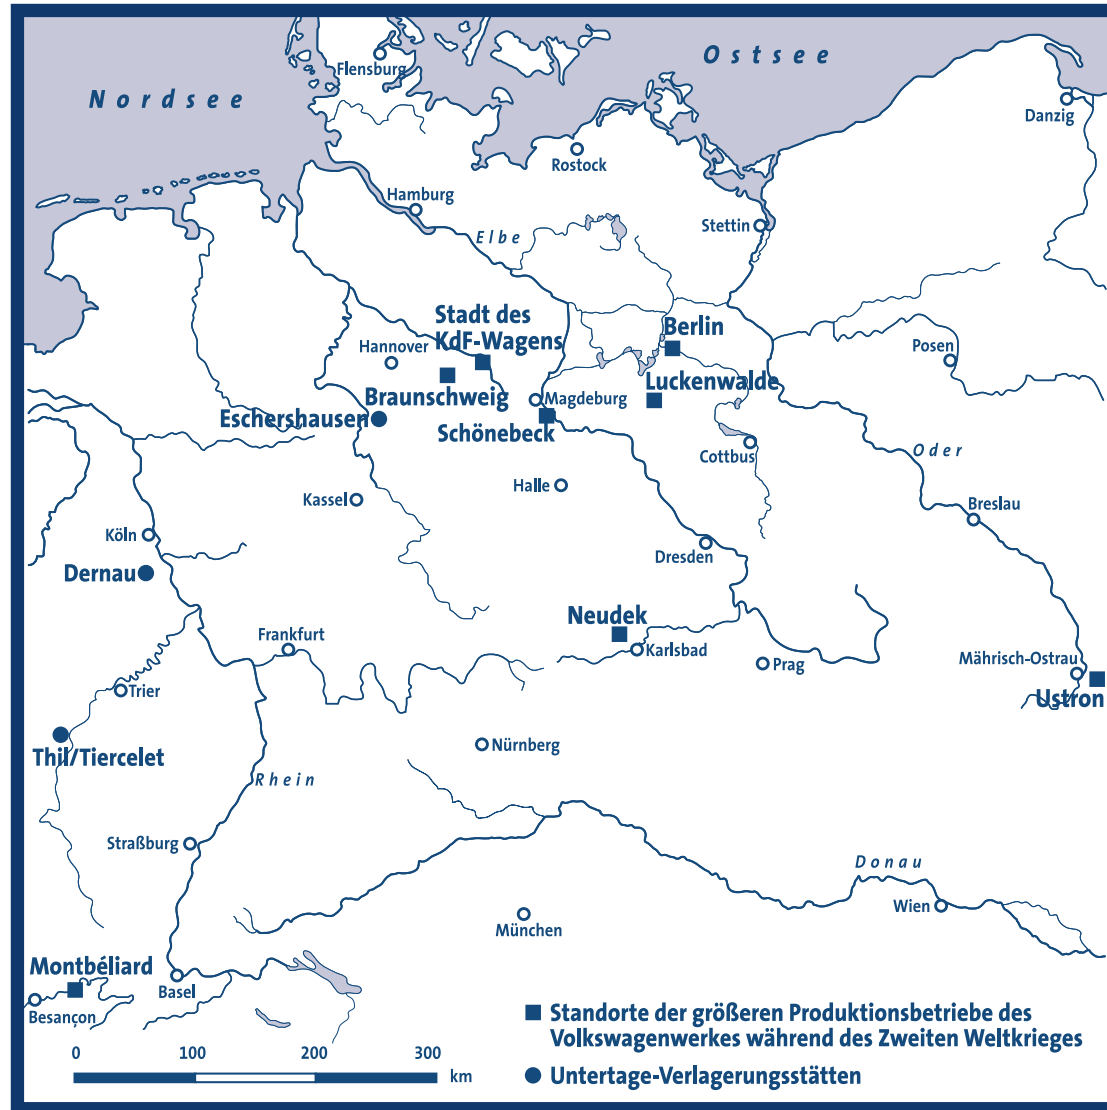 Ostsee
Nordsee
Flensburg
Danzig
Rostock
Hamburg
Stettin
Elbe
Stadt des
KdF-Wagens
Berlin
Hannover
Posen
Luckenwalde
Braunschweig
Magdeburg
Eschershausen
Schönebeck
Oder
Cottbus
Halle
Kassel
Breslau
Köln
Dresden
Dernau
Neudek
Frankfurt
Karlsbad
Prag
Mährisch-Ostrau
Trier
Ustron
Nürnberg
Thil/Tiercelet
Rhein
Straßburg
Donau
Wien
München
Montbéliard
Basel
Besançon
Standorte der größeren Produktionsbetriebe des
Volkswagenwerkes während des Zweiten Weltkrieges
Untertage-Verlagerungsstätten
0 100 200 300
km